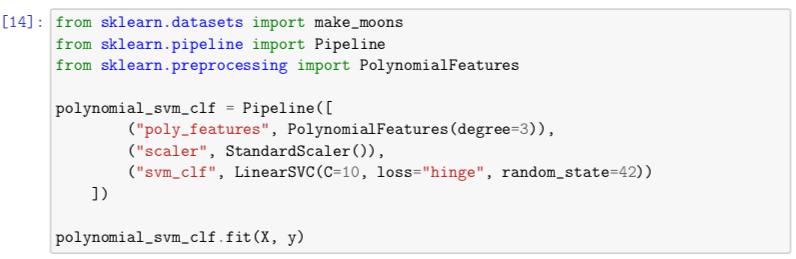 [14]: from sklearn.datasets import make_moons
from sklearn.pipeline import Pipeline
from sklearn.preprocessing import PolynomialFeatures

polynomial_svm_clf = Pipeline([
        ("poly_features", PolynomialFeatures(degree=3)),
        ("scaler", StandardScaler()),
        ("svm_clf", LinearSVC(C=10, loss="hinge", random_state=42))
    ])

polynomial_svm_clf.fit(X, y)